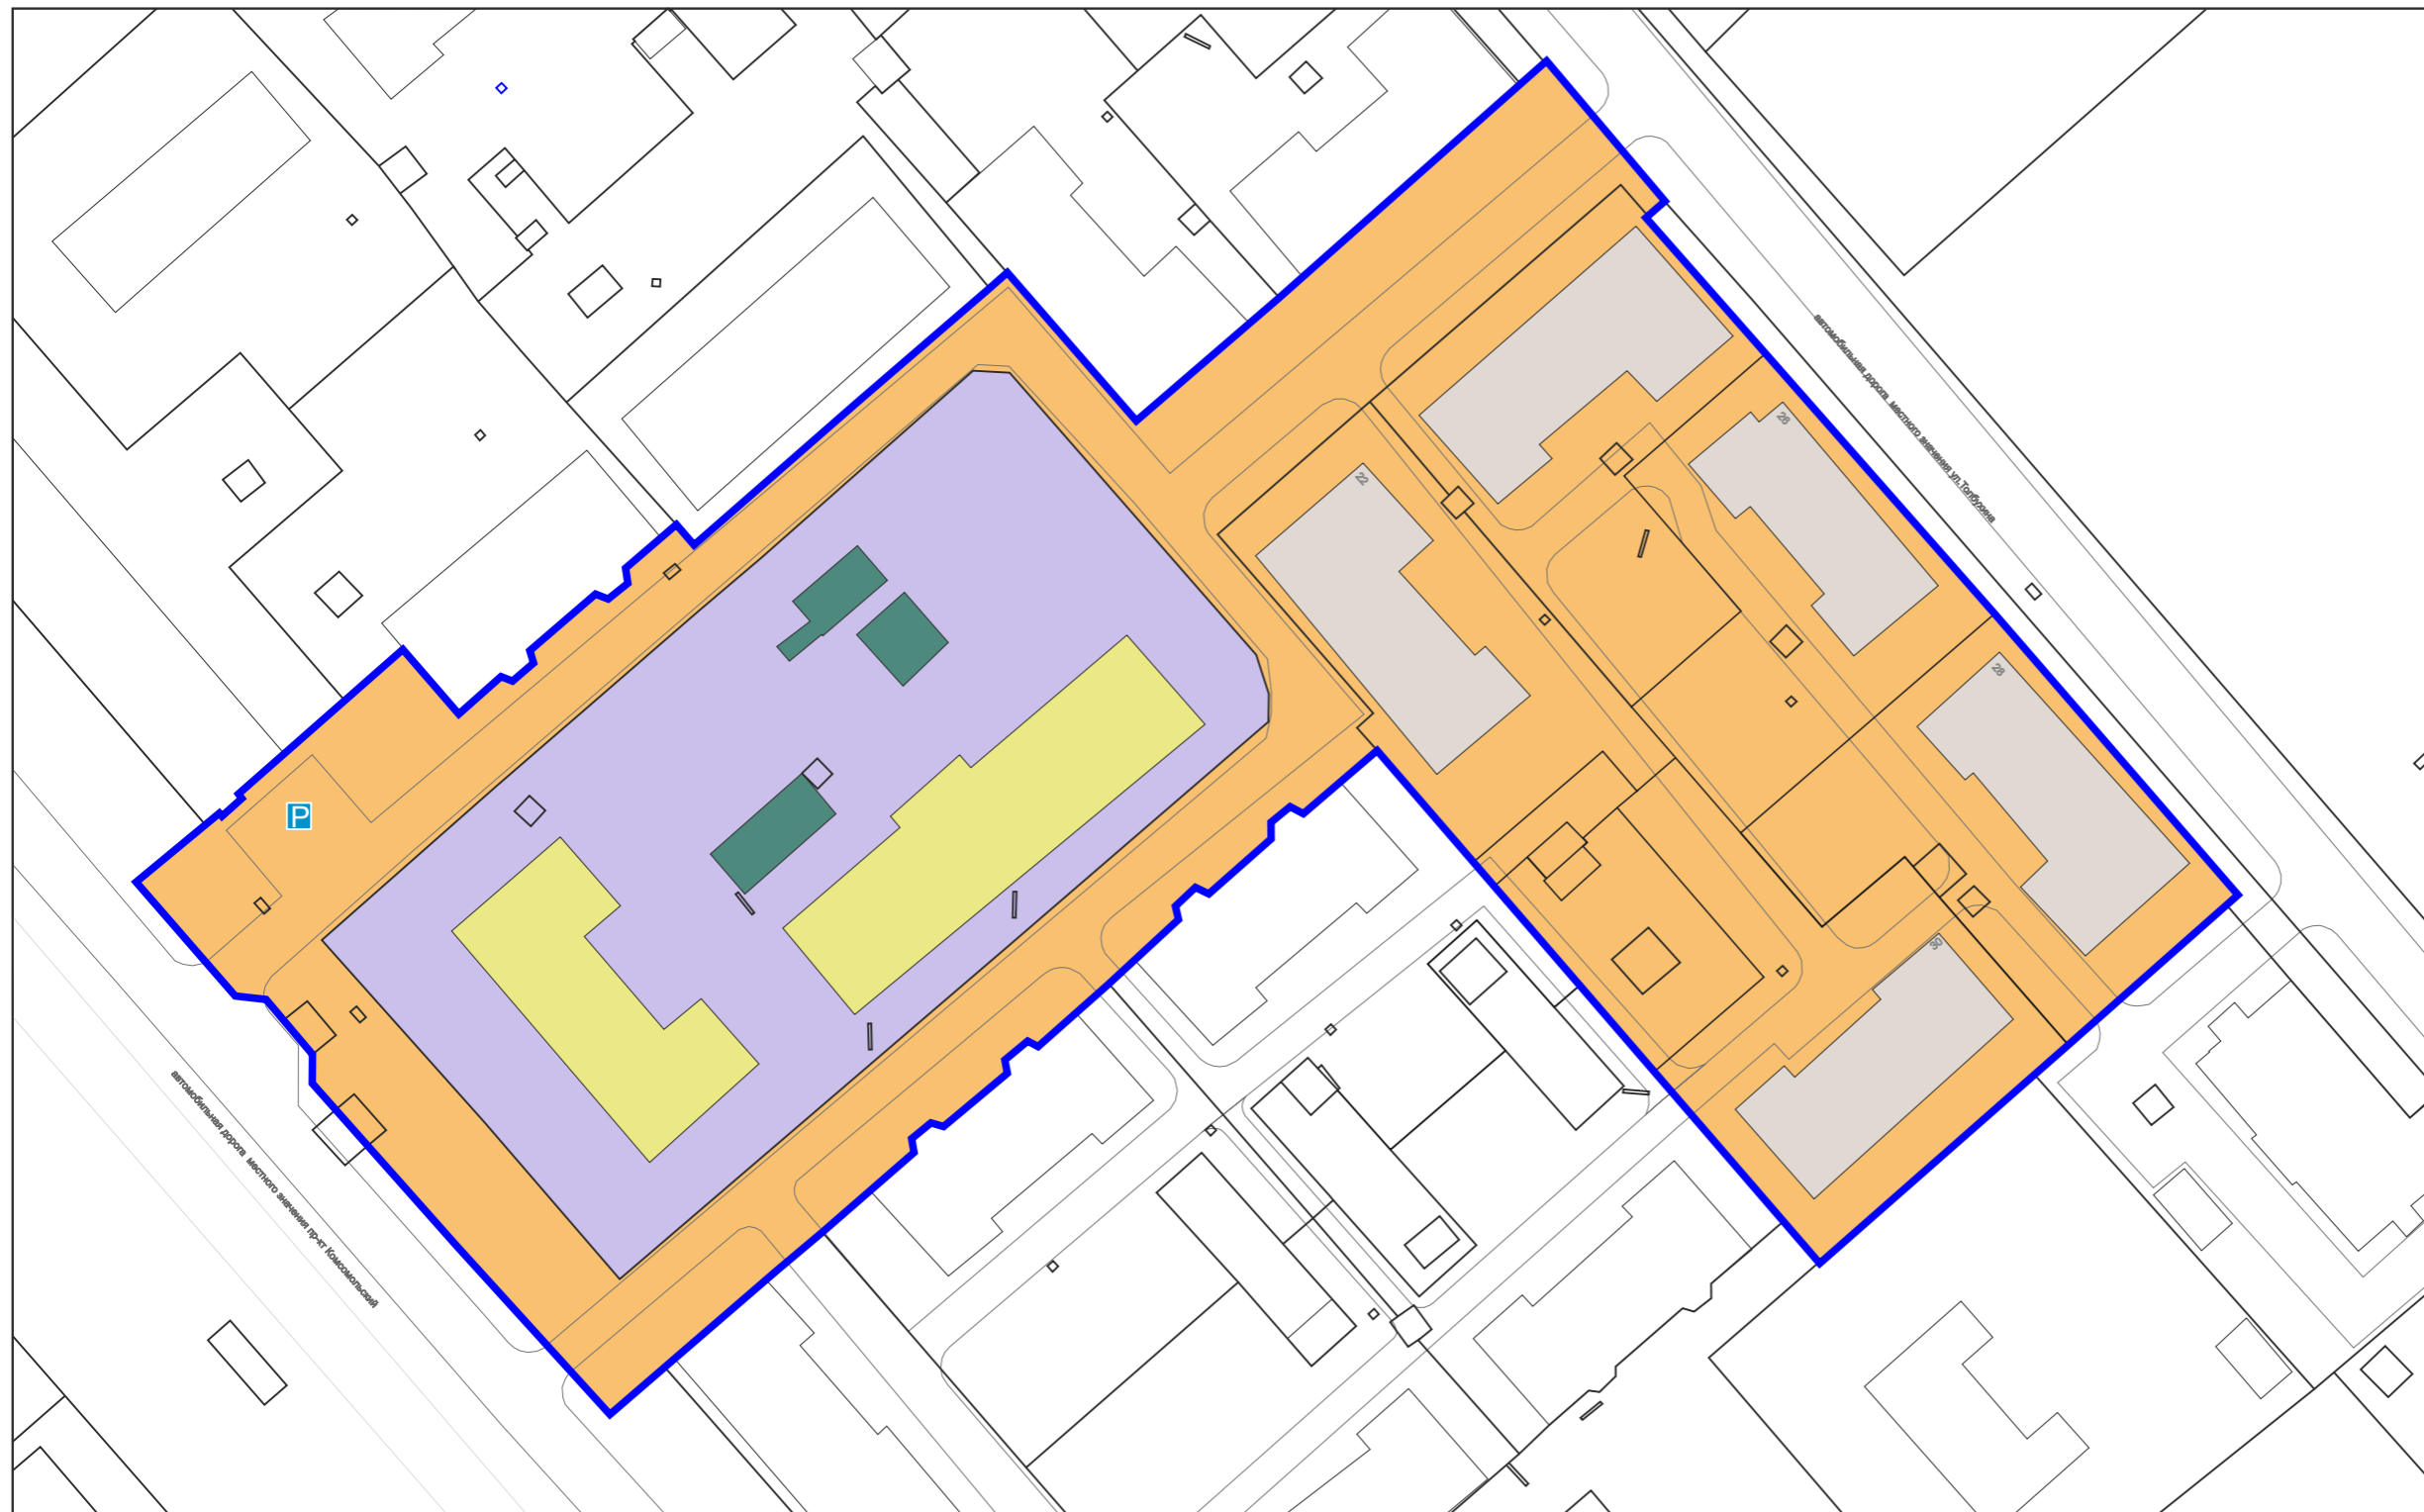 автомобильная дорога местного значения ул.Толбухина
26
22
28
P
30
автомобильная дорога местного значения пр-кт Комсомольский